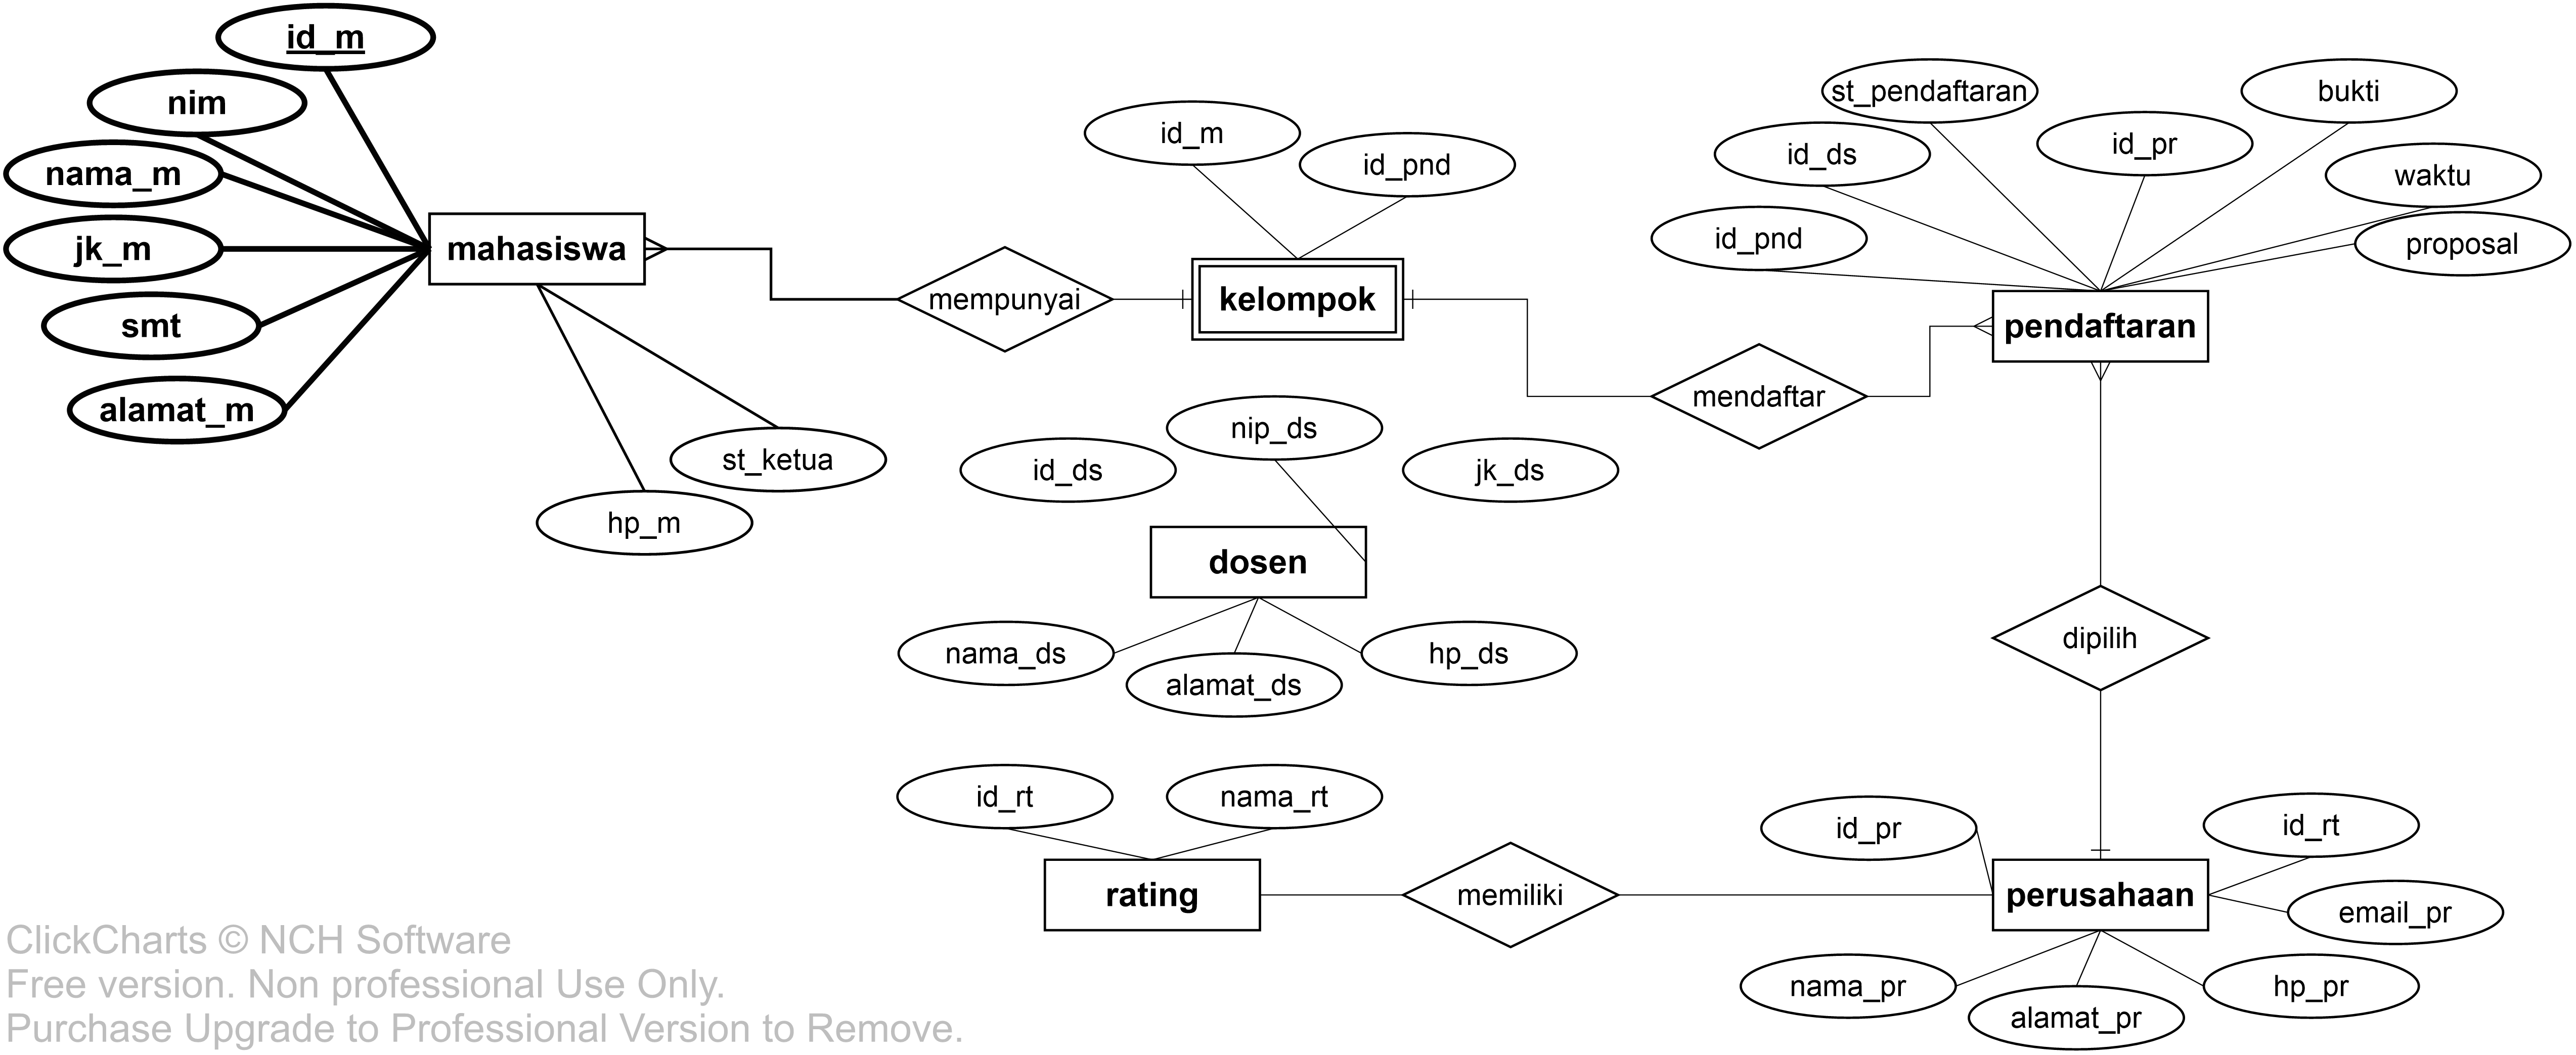 id_m
nim
nama_m
jk_m
smt
alamat_m
mahasiswa
st_ketua
hp_m
mempunyai
id_m
id_pnd
kelompok
mendaftar
st_pendaftaran
bukti
id_ds
id_pr
waktu
id_pnd
proposal
pendaftaran
nip_ds
id_ds
jk_ds
dosen
nama_ds
hp_ds
alamat_ds
dipilih
id_rt
nama_rt
rating
memiliki
id_pr
id_rt
perusahaan
email_pr
nama_pr
hp_pr
alamat_pr
ClickCharts © NCH Software
Free version. Non professional Use Only.
Purchase Upgrade to Professional Version to Remove.